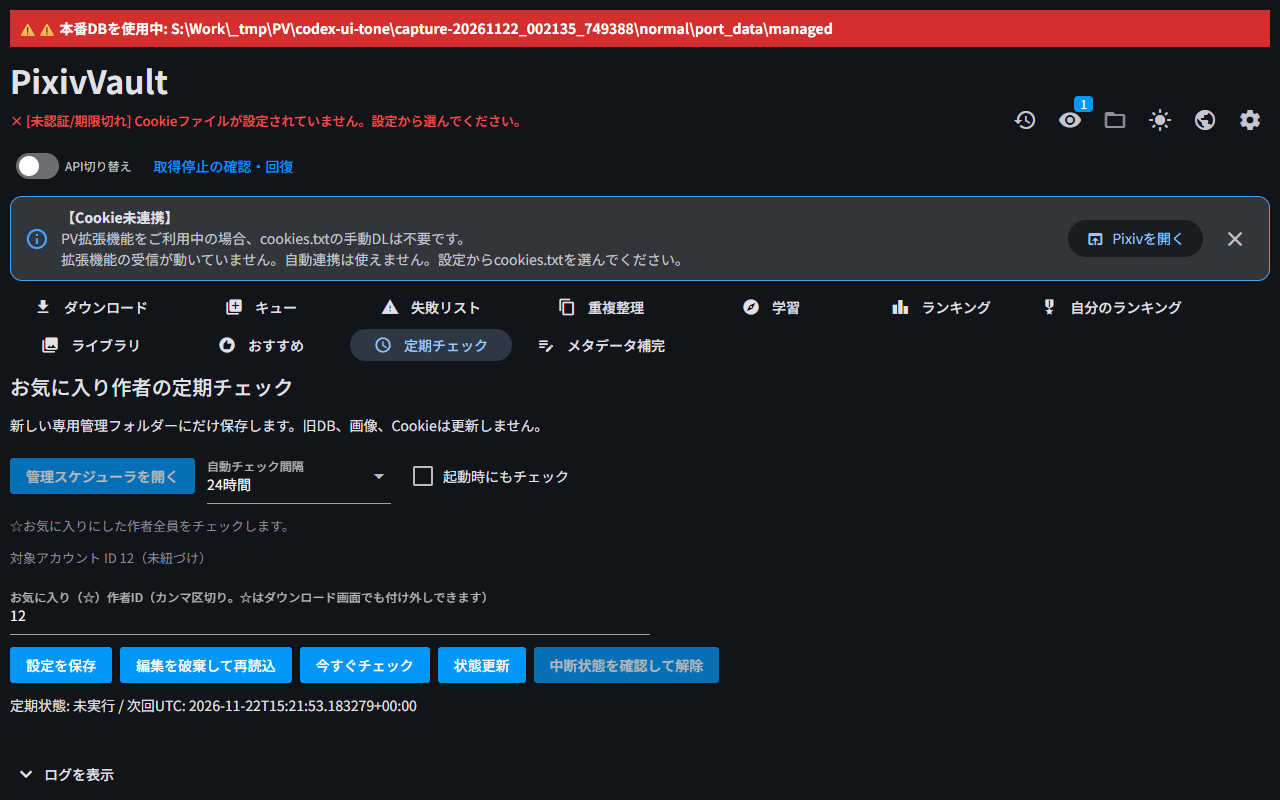 本番DBを使用中: S:\Work\_tmp\PV\codex-ui-tone\capture-20261122_002135_749388\normal\port_data\managed
PixivVault
× [未認証/期限切れ] Cookieファイルが設定されていません。設定から選んでください。
1
API切り替え 取得停止の確認・回復
【Cookie未連携】
PV拡張機能をご利用中の場合、cookies.txtの手動DLは不要です。
拡張機能の受信が動いていません。自動連携は使えません。設定からcookies.txtを選んでください。
Pixivを開く
ダウンロード キュー 失敗リスト 重複整理 学習 ランキング 自分のランキング
ライブラリ おすすめ 定期チェック メタデータ補完
お気に入り作者の定期チェック
新しい専用管理フォルダーにだけ保存します。旧DB、画像、Cookieは更新しません。
管理スケジューラを開く
自動チェック間隔
24時間
起動時にもチェック
☆お気に入りにした作者全員をチェックします。
対象アカウント ID 12（未紐づけ）
お気に入り（☆）作者ID（カンマ区切り。☆はダウンロード画面でも付け外しできます）
12
設定を保存 編集を破棄して再読込 今すぐチェック 状態更新 中断状態を確認して解除
定期状態: 未実行 / 次回UTC: 2026-11-22T15:21:53.183279+00:00
ログを表示